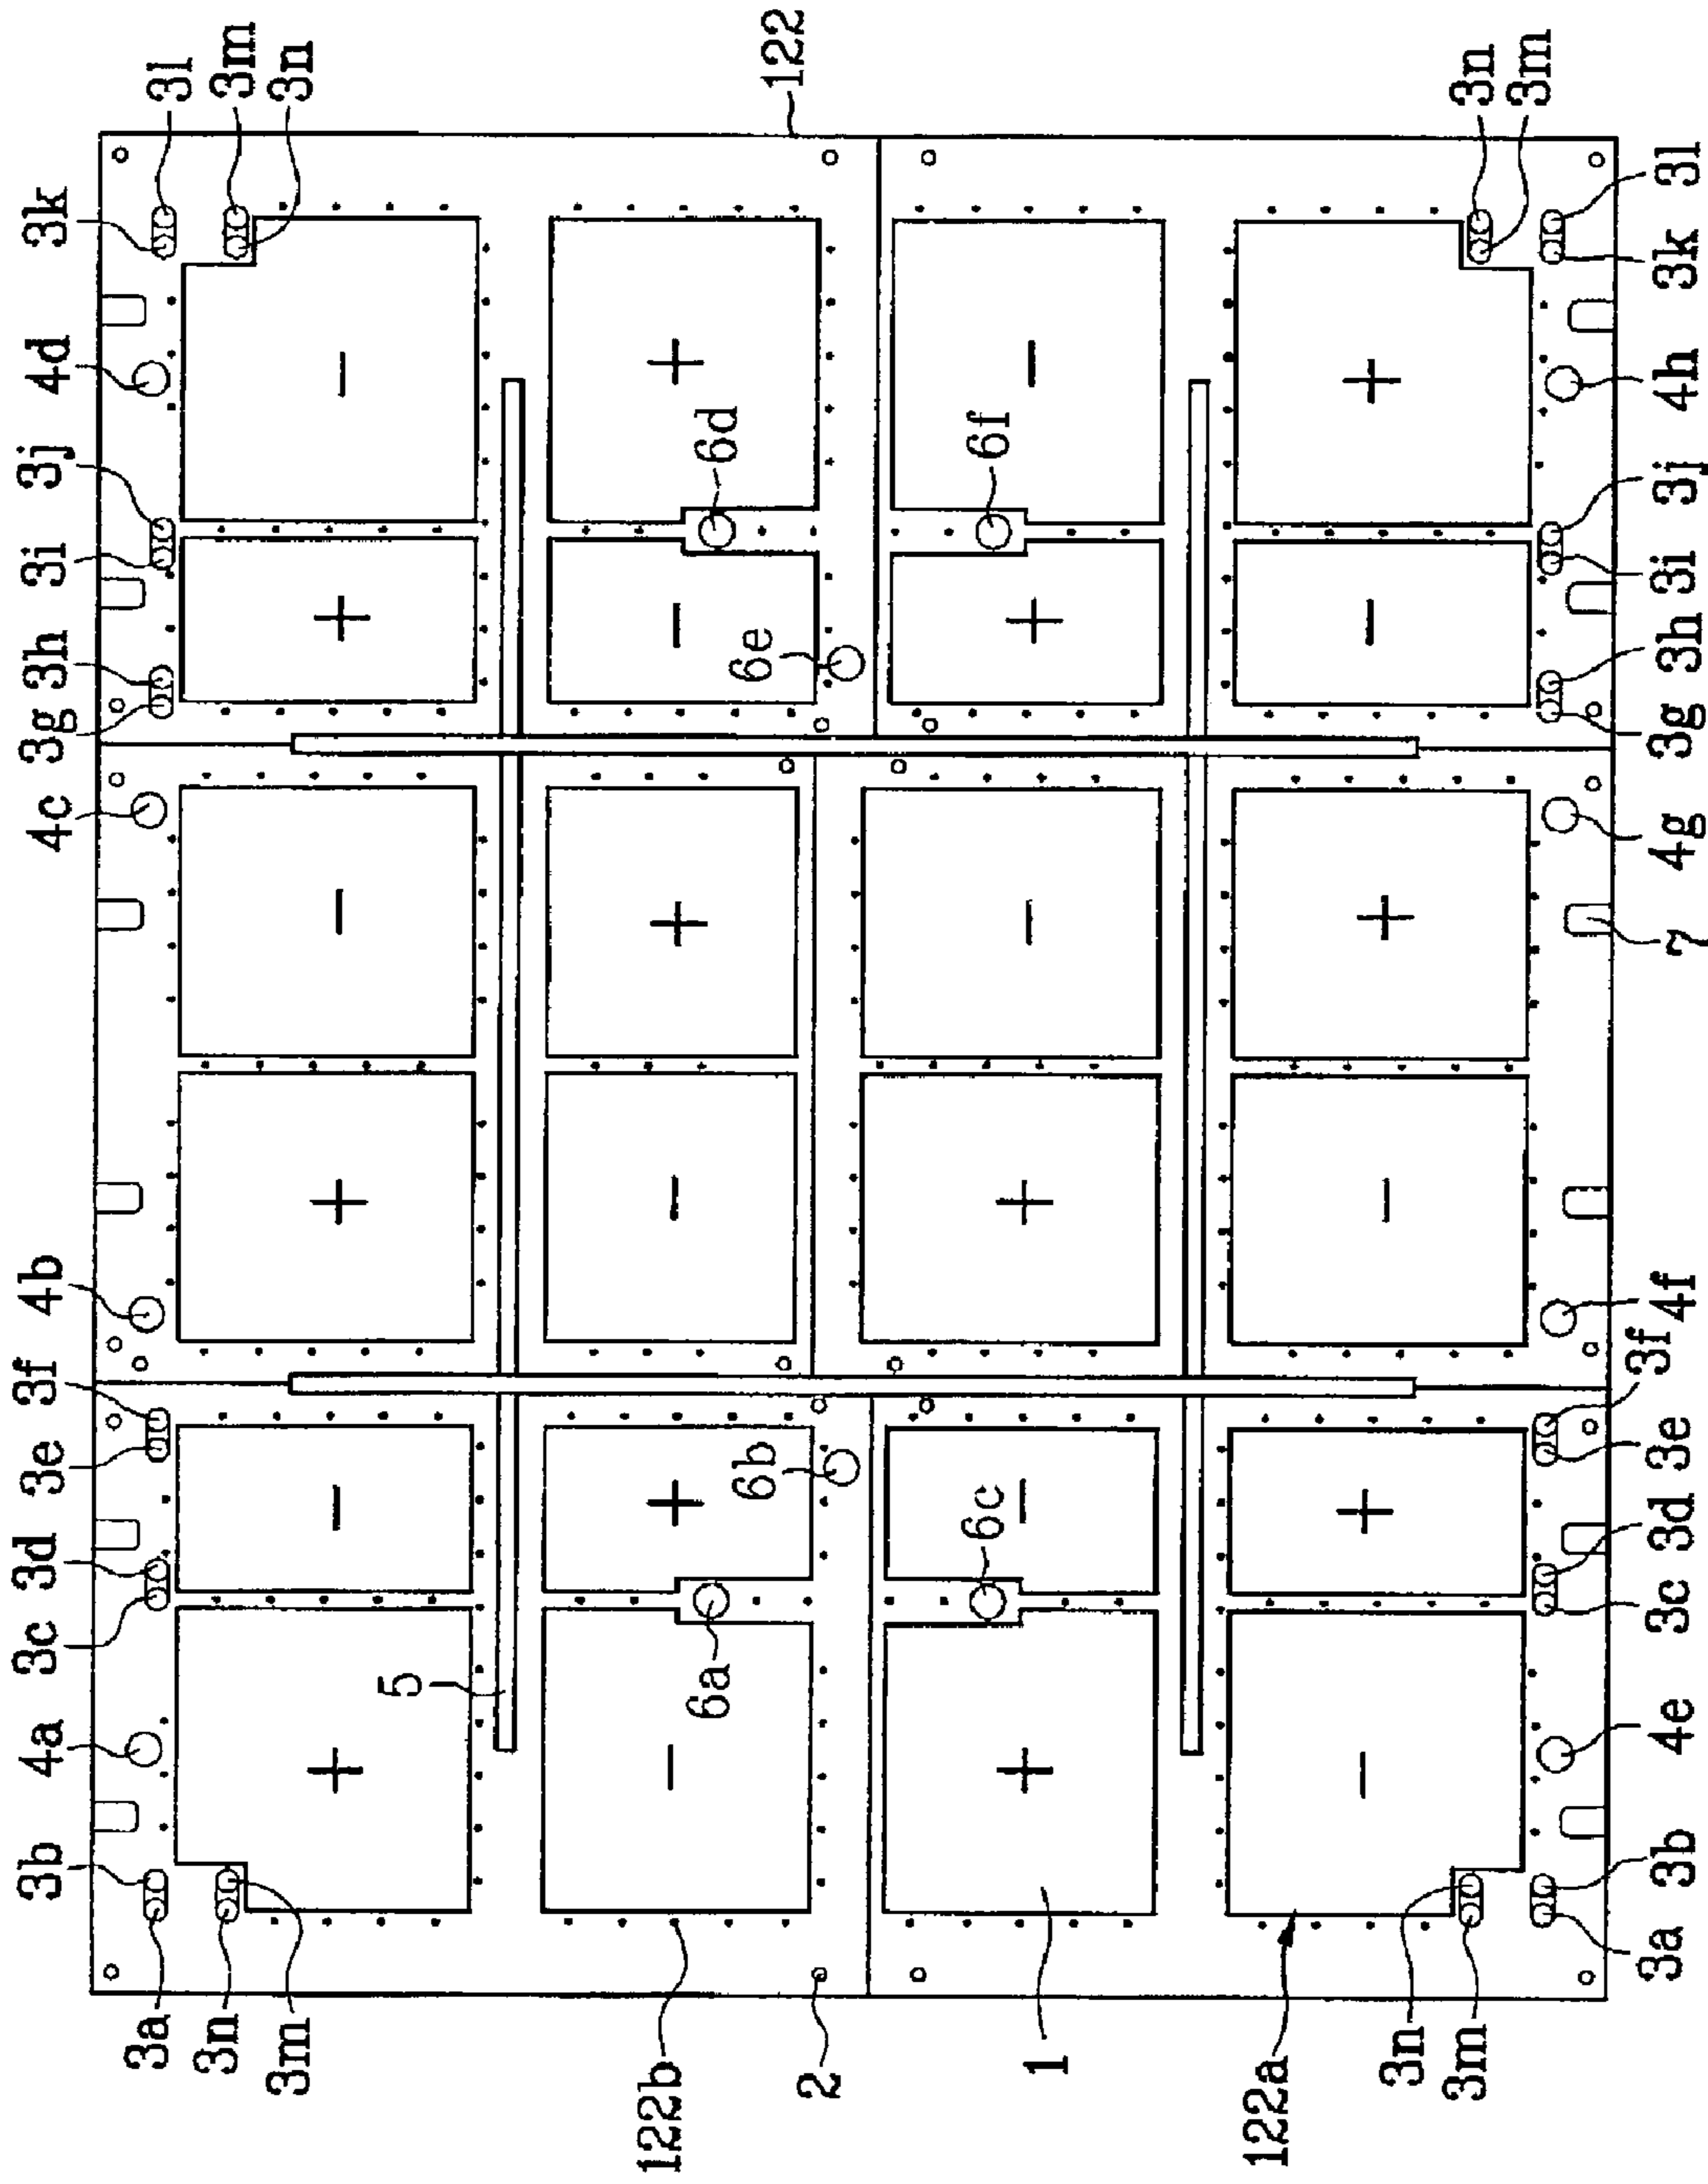 3b 4a 3c 3d 3e 3f 4b 4c 3g 3h 3i 3j 4d 3k
3a 3l
3n 3m
3m 3n
+ − + − + −
5
122b − + − + − +
6a 6d
6b 6e
122
2
6c 6f
+ − + − + −
1
122a
− + − + − +
3n 3n
3m 3m
3a 3b 4e 3c 3d 3e 3f 4f 7 4g 3g 3h 3i 3j 4h 3k 3l